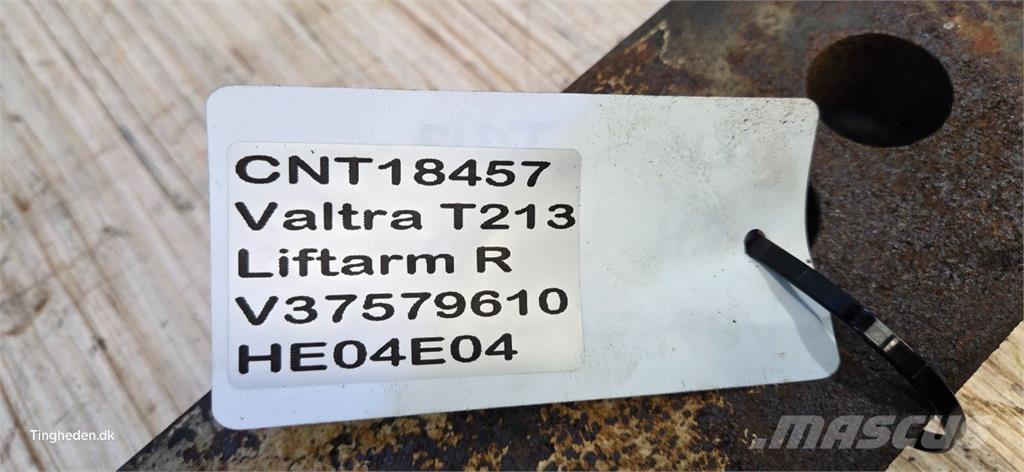 CNT18457
Valtra T213
Liftarm R
V37579610
HE04E04
Tingheden.dk
MASCUS